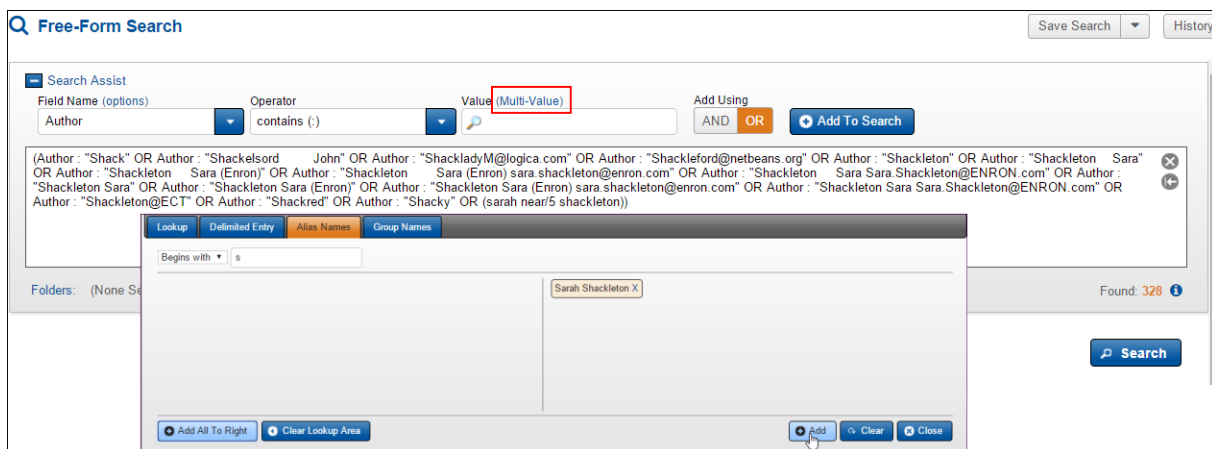 Free-Form Search
Save Search
History
Search Assist
Field Name (options) Operator Value (Multi-Value) Add Using
Author contains (:) AND OR Add To Search
(Author : "Shack" OR Author : "Shackelsord John" OR Author : "ShackladyM@logica.com" OR Author : "Shackleford@netbeans.org" OR Author : "Shackleton" OR Author : "Shackleton Sara"
OR Author : "Shackleton Sara (Enron)" OR Author : "Shackleton Sara (Enron) sara.shackleton@enron.com" OR Author : "Shackleton Sara Sara.Shackleton@ENRON.com" OR Author :
"Shackleton Sara" OR Author : "Shackleton Sara (Enron)" OR Author : "Shackleton Sara (Enron) sara.shackleton@enron.com" OR Author : "Shackleton Sara Sara.Shackleton@ENRON.com" OR
Author : "Shackleton@ECT" OR Author : "Shackred" OR Author : "Shacky" OR (sarah near/5 shackleton))
Lookup Delimited Entry Alias Names Group Names
Begins with s
Folders: (None Se
Sarah Shackleton X
Found: 328
Search
Add All To Right Clear Lookup Area Add Clear Close